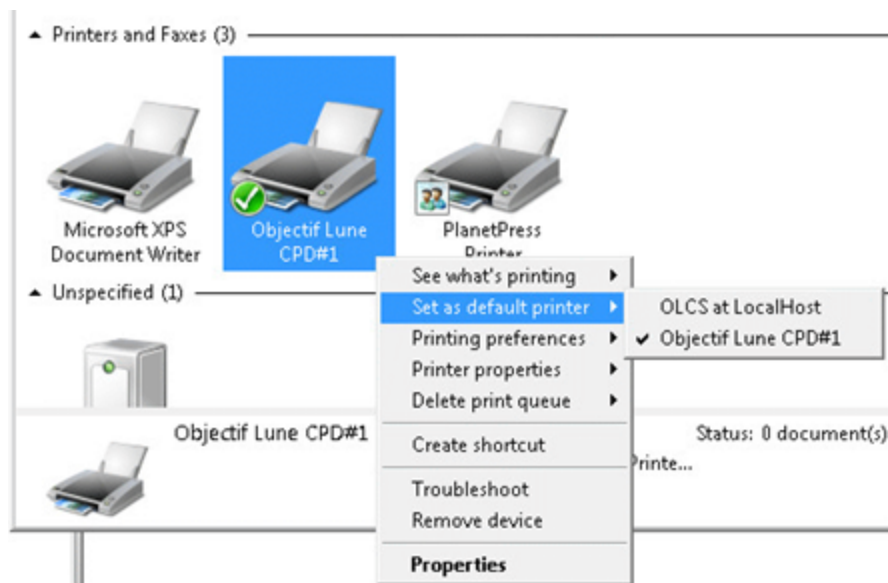 Printers and Faxes (3)
Microsoft XPS
Document Writer
Objectif Lune
CPD#1
PlanetPress
Printer
See what's printing
Set as default printer
Printing preferences
Printer properties
Delete print queue
Create shortcut
Troubleshoot
Remove device
Properties
OLCS at LocalHost
Objectif Lune CPD#1
Unspecified (1)
Objectif Lune CPD#1
Status: 0 document(s)
Printe...